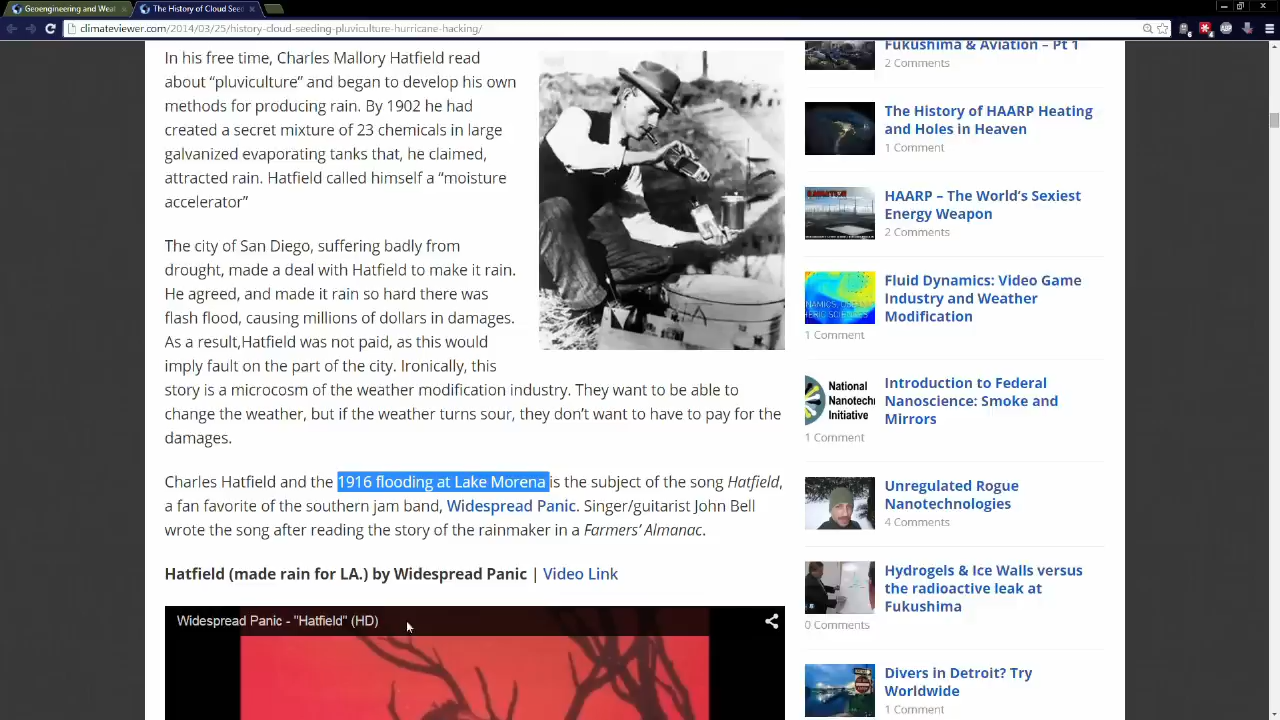 Geoengineering and Weat
The History of Cloud See
climateviewer.com/2014/03/25/history-cloud-seeding-pluviculture-hurricane-hacking/
In his free time, Charles Mallory Hatfield read
about “pluviculture” and began to develop his own
methods for producing rain. By 1902 he had
created a secret mixture of 23 chemicals in large
galvanized evaporating tanks that, he claimed,
attracted rain. Hatfield called himself a “moisture
accelerator”
The city of San Diego, suffering badly from
drought, made a deal with Hatfield to make it rain.
He agreed, and made it rain so hard there was
flash flood, causing millions of dollars in damages.
As a result,Hatfield was not paid, as this would
imply fault on the part of the city. Ironically, this
story is a microcosm of the weather modification industry. They want to be able to
change the weather, but if the weather turns sour, they don’t want to have to pay for the
damages.
Charles Hatfield and the 1916 flooding at Lake Morena is the subject of the song Hatfield,
a fan favorite of the southern jam band, Widespread Panic. Singer/guitarist John Bell
wrote the song after reading the story of the rainmaker in a Farmers’ Almanac.
Hatfield (made rain for LA.) by Widespread Panic | Video Link
Widespread Panic - "Hatfield" (HD)
Fukushima & Aviation – Pt 1
2 Comments
The History of HAARP Heating
and Holes in Heaven
1 Comment
HAARP – The World’s Sexiest
Energy Weapon
2 Comments
Fluid Dynamics: Video Game
Industry and Weather
Modification
1 Comment
National
Nanotechn
Initiative
Introduction to Federal
Nanoscience: Smoke and
Mirrors
1 Comment
Unregulated Rogue
Nanotechnologies
4 Comments
Hydrogels & Ice Walls versus
the radioactive leak at
Fukushima
0 Comments
Divers in Detroit? Try
Worldwide
1 Comment